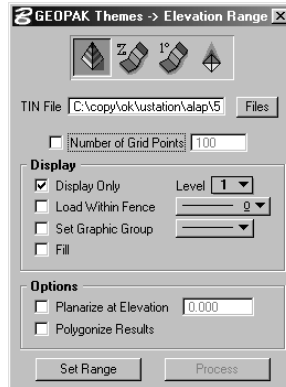 GEOPAK Themes -> Elevation Range
Z 1°
TIN File C:\copy\ok\ustation\alap\5 Files
Number of Grid Points 100
Display
Display Only Level 1
Load Within Fence 0
Set Graphic Group
Fill
Options
Planarize at Elevation 0.000
Polygonize Results
Set Range Process